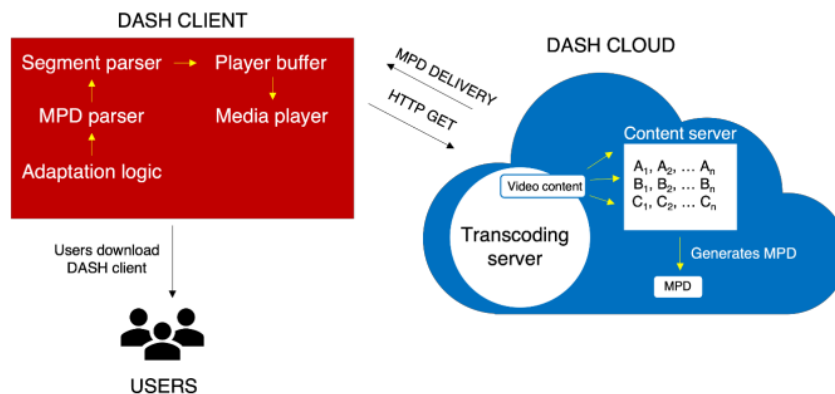 DASH CLIENT
Segment parser
Player buffer
MPD parser
Media player
Adaptation logic
Users download
DASH client
USERS
MPD DELIVERY
HTTP GET
DASH CLOUD
Content server
Video content
A₁, A₂, ... Aₙ
B₁, B₂, ... Bₙ
C₁, C₂, ... Cₙ
Transcoding
server
Generates MPD
MPD